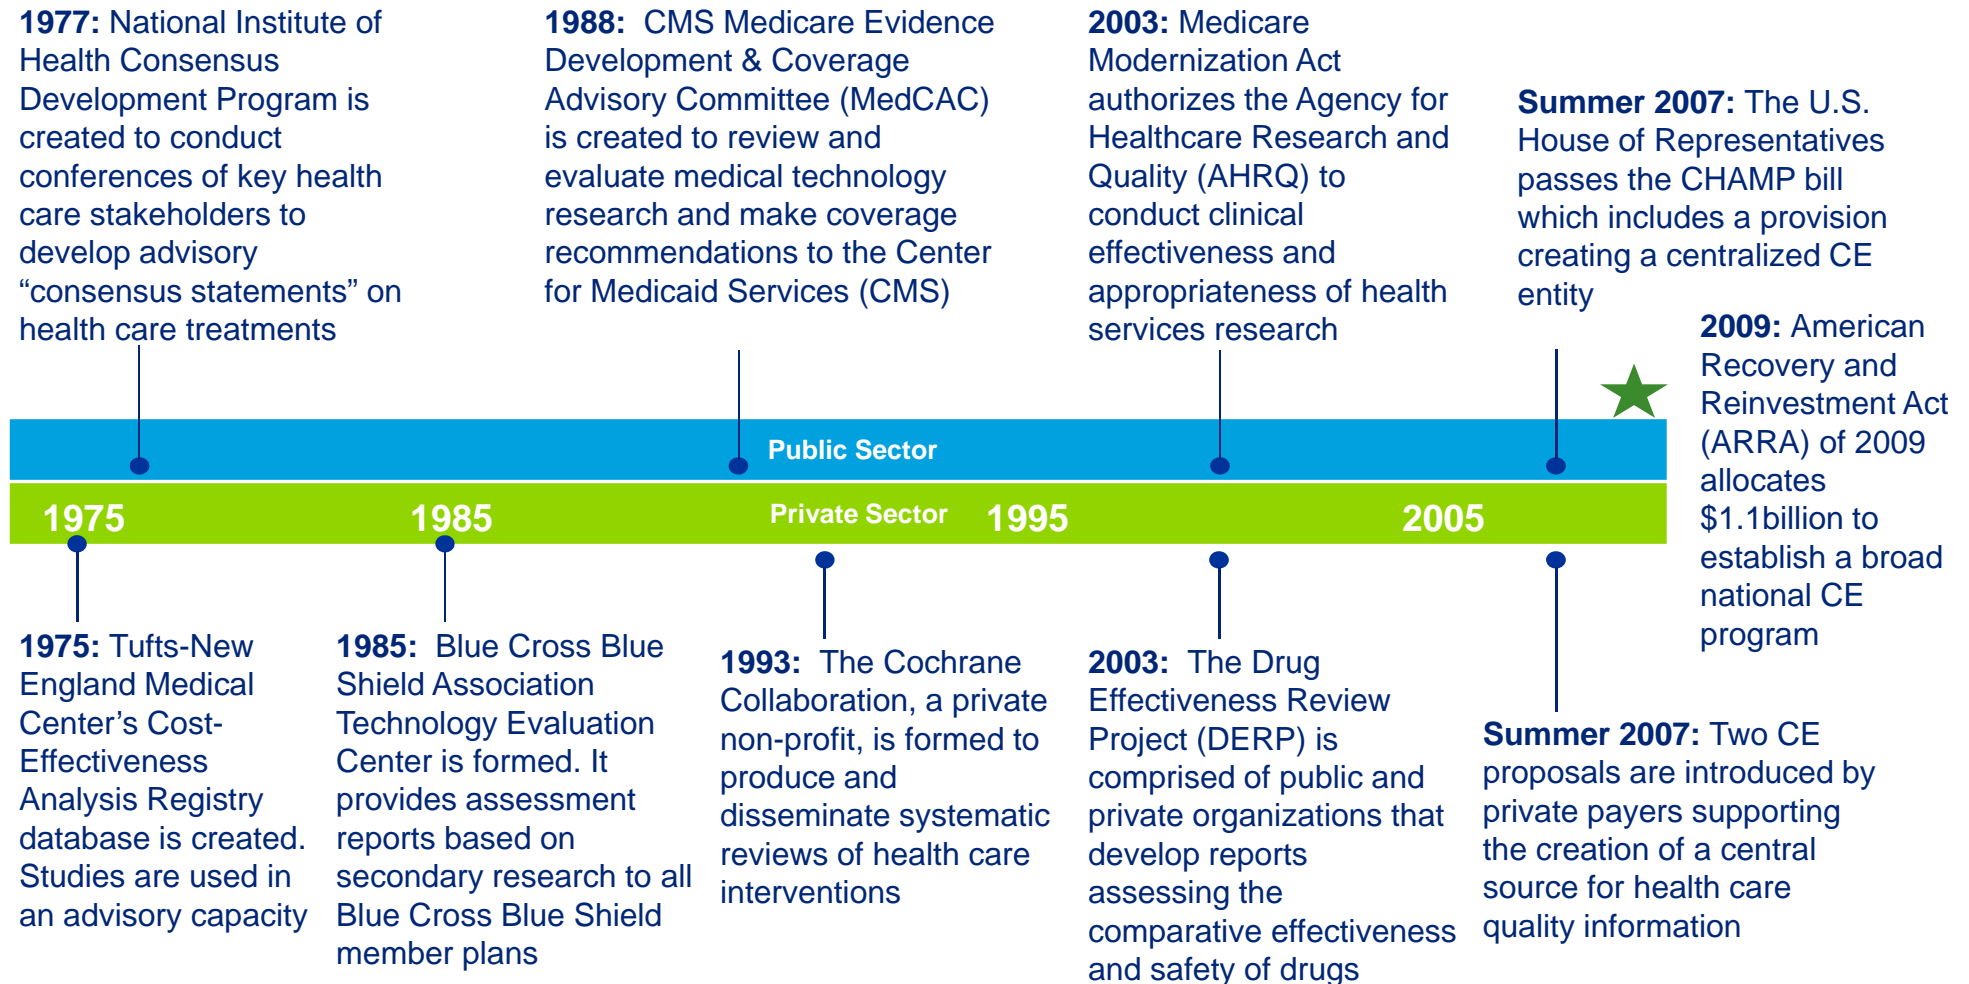 1977: National Institute of
Health Consensus
Development Program is
created to conduct
conferences of key health
care stakeholders to
develop advisory
“consensus statements” on
health care treatments
1988: CMS Medicare Evidence
Development & Coverage
Advisory Committee (MedCAC)
is created to review and
evaluate medical technology
research and make coverage
recommendations to the Center
for Medicaid Services (CMS)
2003: Medicare
Modernization Act
authorizes the Agency for
Healthcare Research and
Quality (AHRQ) to
conduct clinical
effectiveness and
appropriateness of health
services research
Summer 2007: The U.S.
House of Representatives
passes the CHAMP bill
which includes a provision
creating a centralized CE
entity
2009: American
Recovery and
Reinvestment Act
(ARRA) of 2009
allocates
$1.1billion to
establish a broad
national CE
program
Public Sector
1975
1985
Private Sector
1995
2005
1975: Tufts-New
England Medical
Center’s Cost-
Effectiveness
Analysis Registry
database is created.
Studies are used in
an advisory capacity
1985: Blue Cross Blue
Shield Association
Technology Evaluation
Center is formed. It
provides assessment
reports based on
secondary research to all
Blue Cross Blue Shield
member plans
1993: The Cochrane
Collaboration, a private
non-profit, is formed to
produce and
disseminate systematic
reviews of health care
interventions
2003: The Drug
Effectiveness Review
Project (DERP) is
comprised of public and
private organizations that
develop reports
assessing the
comparative effectiveness
and safety of drugs
Summer 2007: Two CE
proposals are introduced by
private payers supporting
the creation of a central
source for health care
quality information